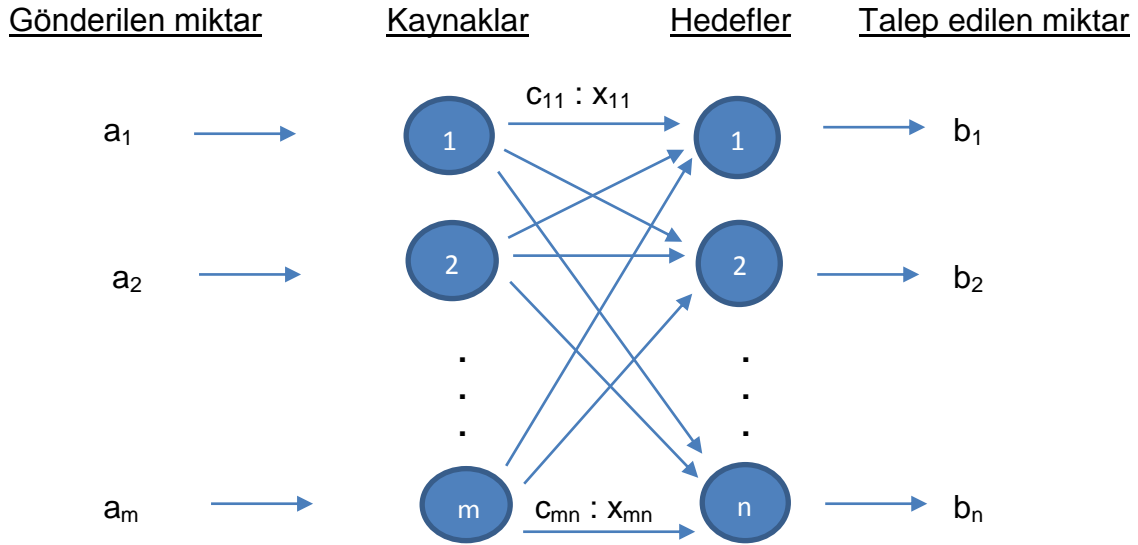 Gönderilen miktar Kaynaklar Hedefler Talep edilen miktar
c₁₁ : x₁₁
a₁ 1 1 b₁
a₂ 2 2 b₂
aₘ m n bₙ
cₘₙ : xₘₙ